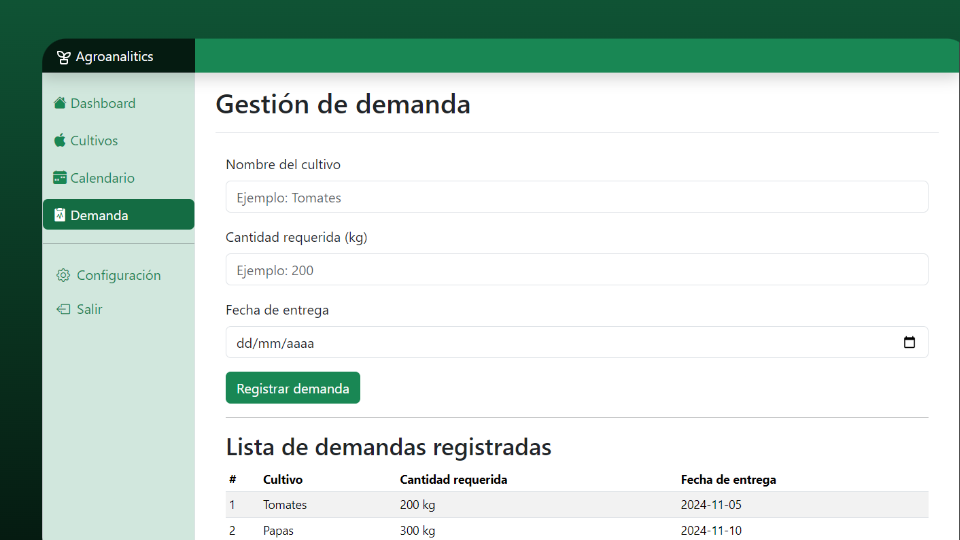 Agroanalitics
Dashboard
Cultivos
Calendario
Demanda
Configuración
Salir
Gestión de demanda
Nombre del cultivo
Ejemplo: Tomates
Cantidad requerida (kg)
Ejemplo: 200
Fecha de entrega
dd/mm/aaaa
Registrar demanda
Lista de demandas registradas
# Cultivo Cantidad requerida Fecha de entrega
1 Tomates 200 kg 2024-11-05
2 Papas 300 kg 2024-11-10